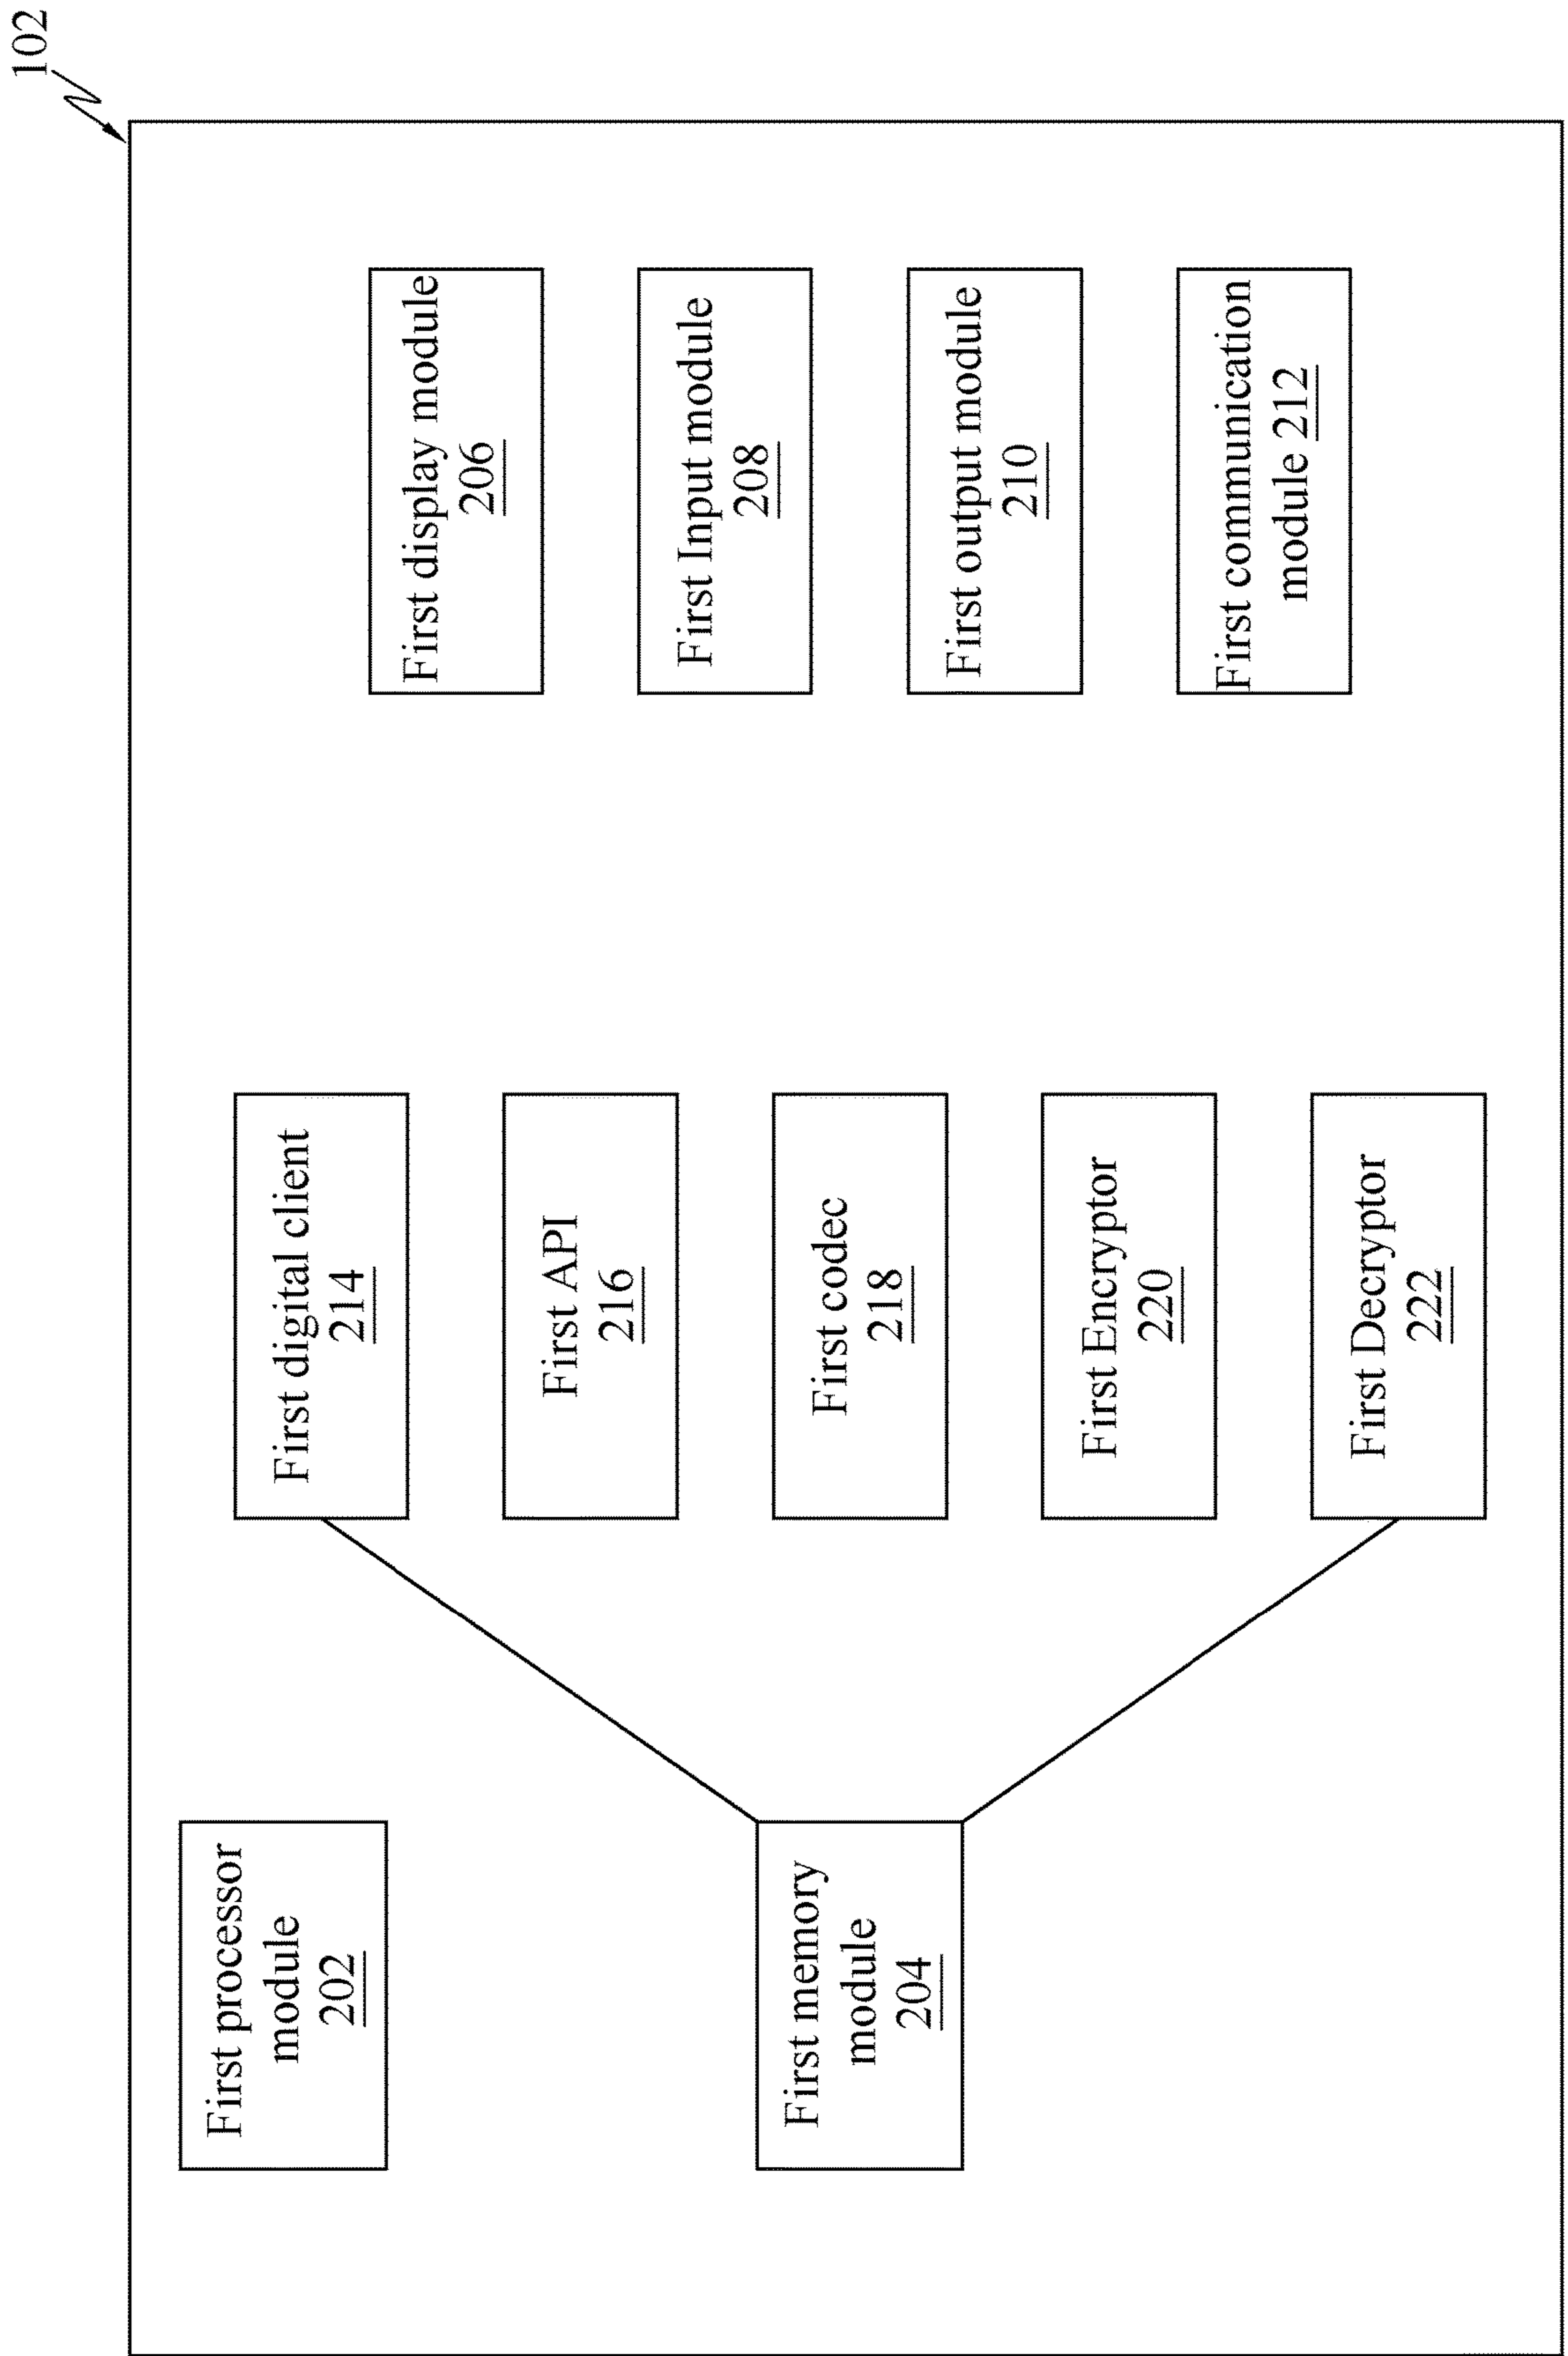 102
First processor
module
202
First memory
module
204
First digital client
214
First API
216
First codec
218
First Encryptor
220
First Decryptor
222
First display module
206
First Input module
208
First output module
210
First communication
module 212